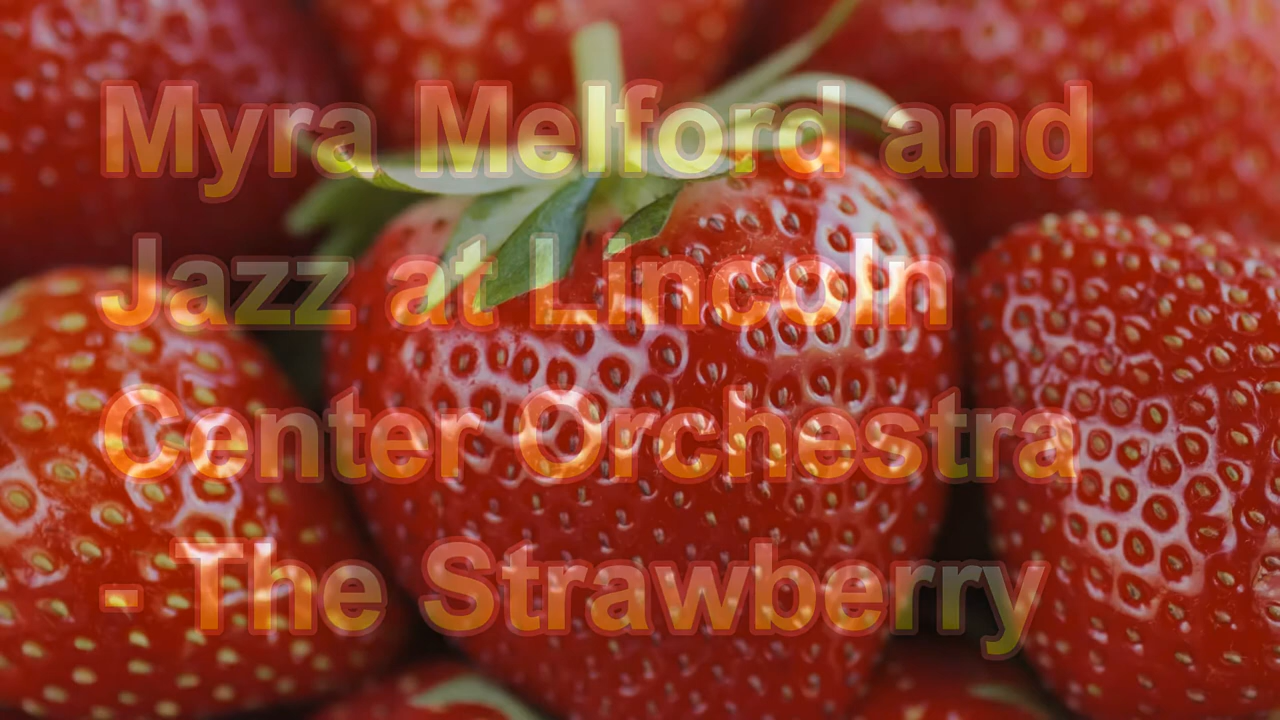 Myra Melford and
Jazz at Lincoln
Center Orchestra
- The Strawberry